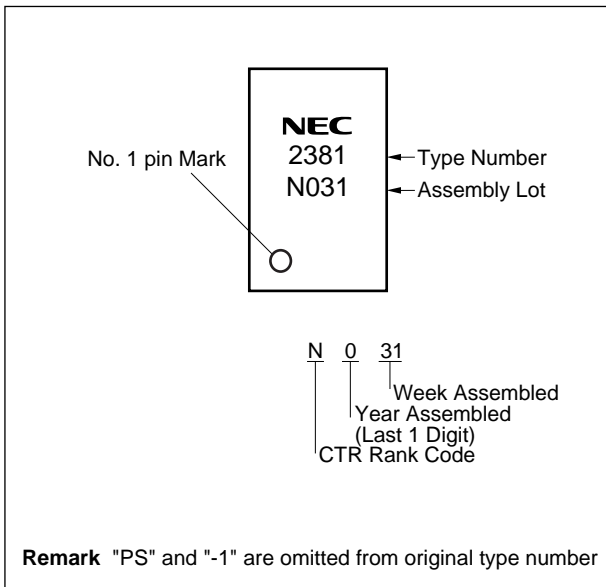 NEC
No. 1 pin Mark
2381
Type Number
N031
Assembly Lot
N 0 31
Week Assembled
Year Assembled
(Last 1 Digit)
CTR Rank Code
Remark "PS" and "-1" are omitted from original type number